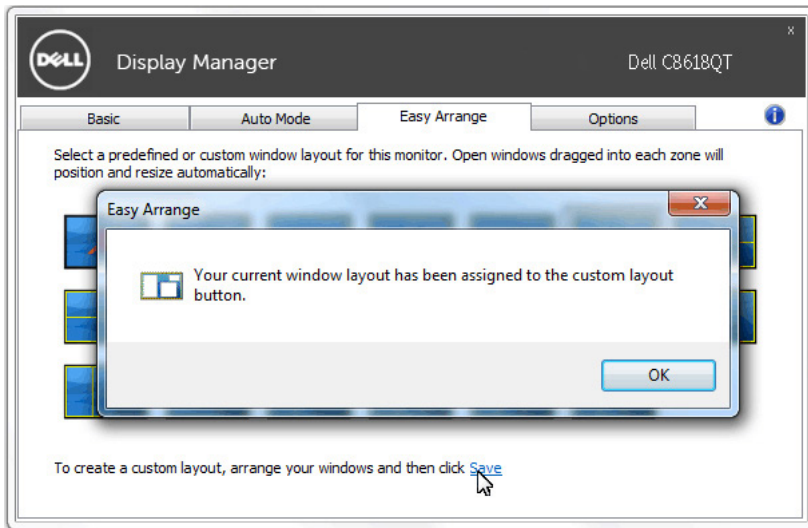 DELL
Display Manager
Dell C8618QT
x
Basic
Auto Mode
Easy Arrange
Options
i
Select a predefined or custom window layout for this monitor. Open windows dragged into each zone will
position and resize automatically:
Easy Arrange
X
Your current window layout has been assigned to the custom layout
button.
OK
To create a custom layout, arrange your windows and then click Save